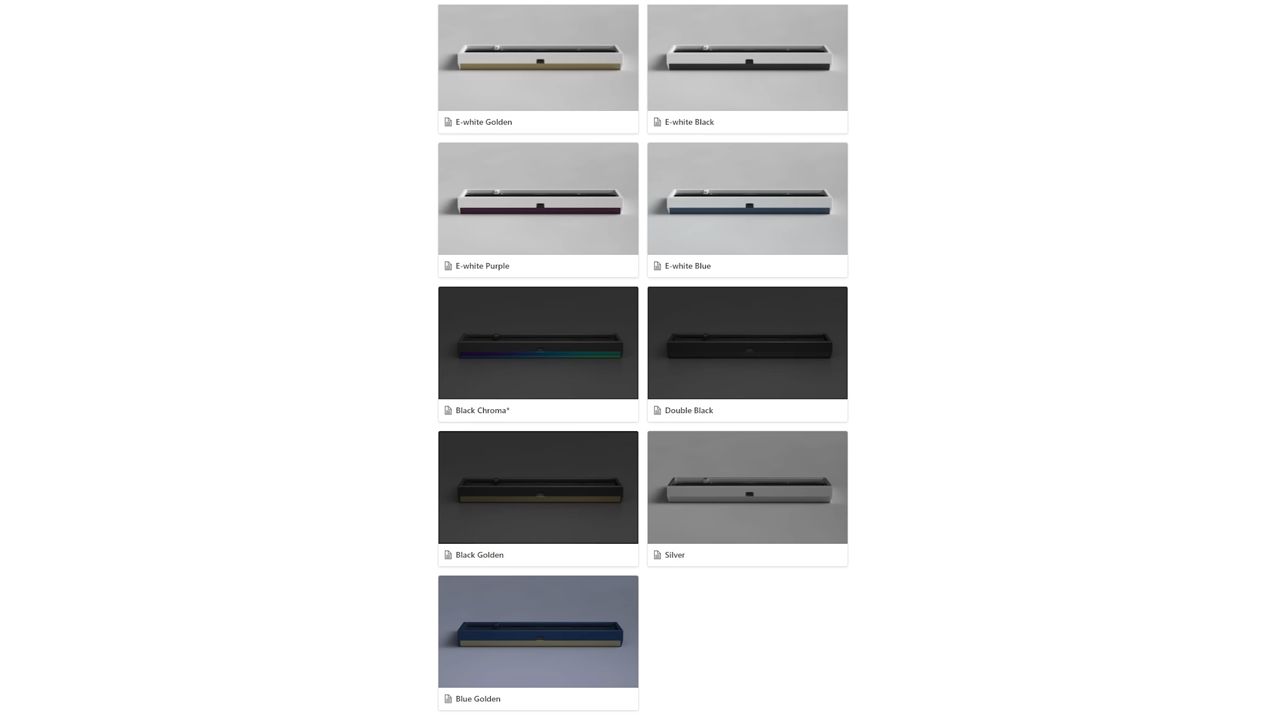 E-white Golden
E-white Black
E-white Purple
E-white Blue
Black Chroma*
Double Black
Black Golden
Silver
Blue Golden